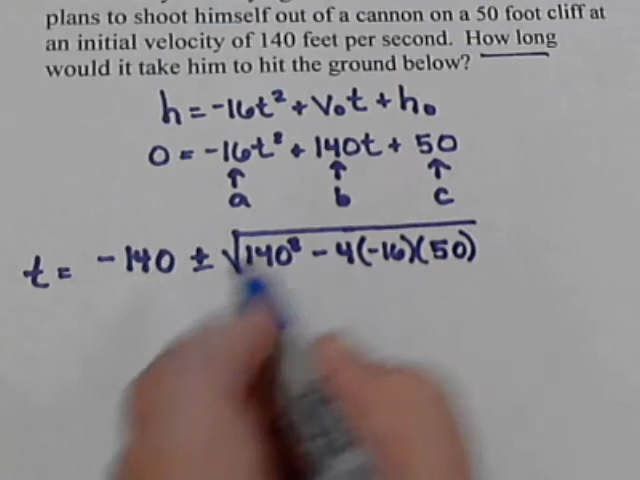 plans to shoot himself out of a cannon on a 50 foot cliff at
an initial velocity of 140 feet per second. How long
would it take him to hit the ground below?
h = -16t² + V₀t + h₀
0 = -16t² + 140t + 50
↑ ↑ ↑
a b c
t = -140 ± √140² - 4(-16)(50)